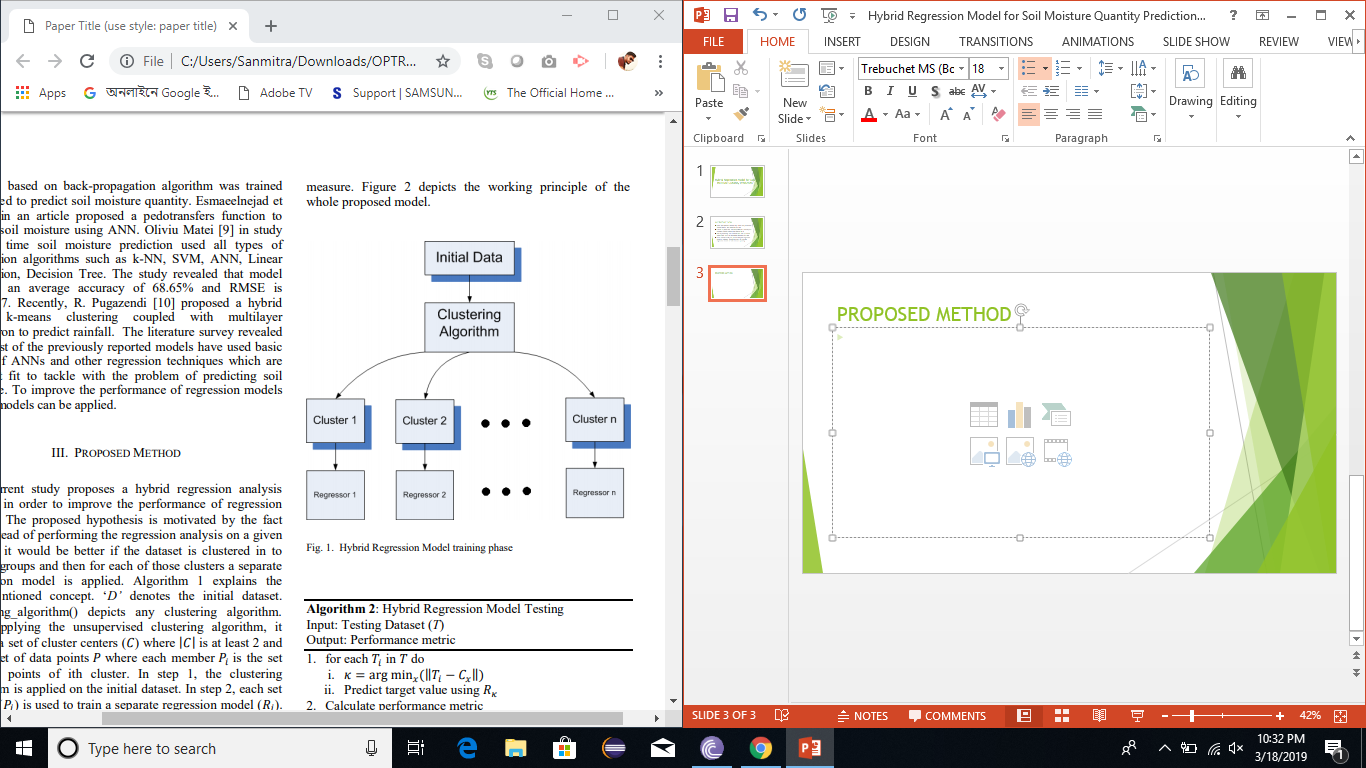 Paper Title (use style: paper title)
File
C:/Users/Sanmitra/Downloads/OPTR...
Apps
অনলাইনে Google ই...
Adobe TV
Support | SAMSUN...
The Official Home ...
»
based on back-propagation algorithm was trained
ed to predict soil moisture quantity. Esmaeelnejad et
in an article proposed a pedotransfers function to
soil moisture using ANN. Oliviu Matei [9] in study
time soil moisture prediction used all types of
ion algorithms such as k-NN, SVM, ANN, Linear
ion, Decision Tree. The study revealed that model
an average accuracy of 68.65% and RMSE is
7. Recently, R. Pugazendi [10] proposed a hybrid
k-means clustering coupled with multilayer
ron to predict rainfall. The literature survey revealed
st of the previously reported models have used basic
f ANNs and other regression techniques which are
t fit to tackle with the problem of predicting soil
e. To improve the performance of regression models
models can be applied.
III. PROPOSED METHOD
rrent study proposes a hybrid regression analysis
in order to improve the performance of regression
The proposed hypothesis is motivated by the fact
ead of performing the regression analysis on a given
it would be better if the dataset is clustered in to
groups and then for each of those clusters a separate
on model is applied. Algorithm 1 explains the
ntioned concept. ‘D’ denotes the initial dataset.
ng_algorithm() depicts any clustering algorithm.
pplying the unsupervised clustering algorithm, it
a set of cluster centers (C) where |C| is at least 2 and
et of data points P where each member Pi is the set
points of ith cluster. In step 1, the clustering
m is applied on the initial dataset. In step 2, each set
Pi) is used to train a separate regression model (Ri).
measure. Figure 2 depicts the working principle of the
whole proposed model.
Initial Data
Clustering
Algorithm
Cluster 1
Cluster 2
Cluster n
Regressor 1
Regressor 2
Regressor n
Fig. 1. Hybrid Regression Model training phase
Algorithm 2: Hybrid Regression Model Testing
Input: Testing Dataset (T)
Output: Performance metric
1. for each Ti in T do
i. κ = arg minx(‖Ti − Cx‖)
ii. Predict target value using Rκ
2. Calculate performance metric
Hybrid Regression Model for Soil Moisture Quantity Prediction...
FILE HOME INSERT DESIGN TRANSITIONS ANIMATIONS SLIDE SHOW REVIEW VIEW
Paste
New
Slide
Trebuchet MS (Bc
18
B I U S abc AV
A Aa A A
Drawing
Editing
Clipboard
Slides
Font
Paragraph
1
2
3
PROPOSED METHOD
SLIDE 3 OF 3
NOTES
COMMENTS
42%
Type here to search
10:32 PM
3/18/2019
1